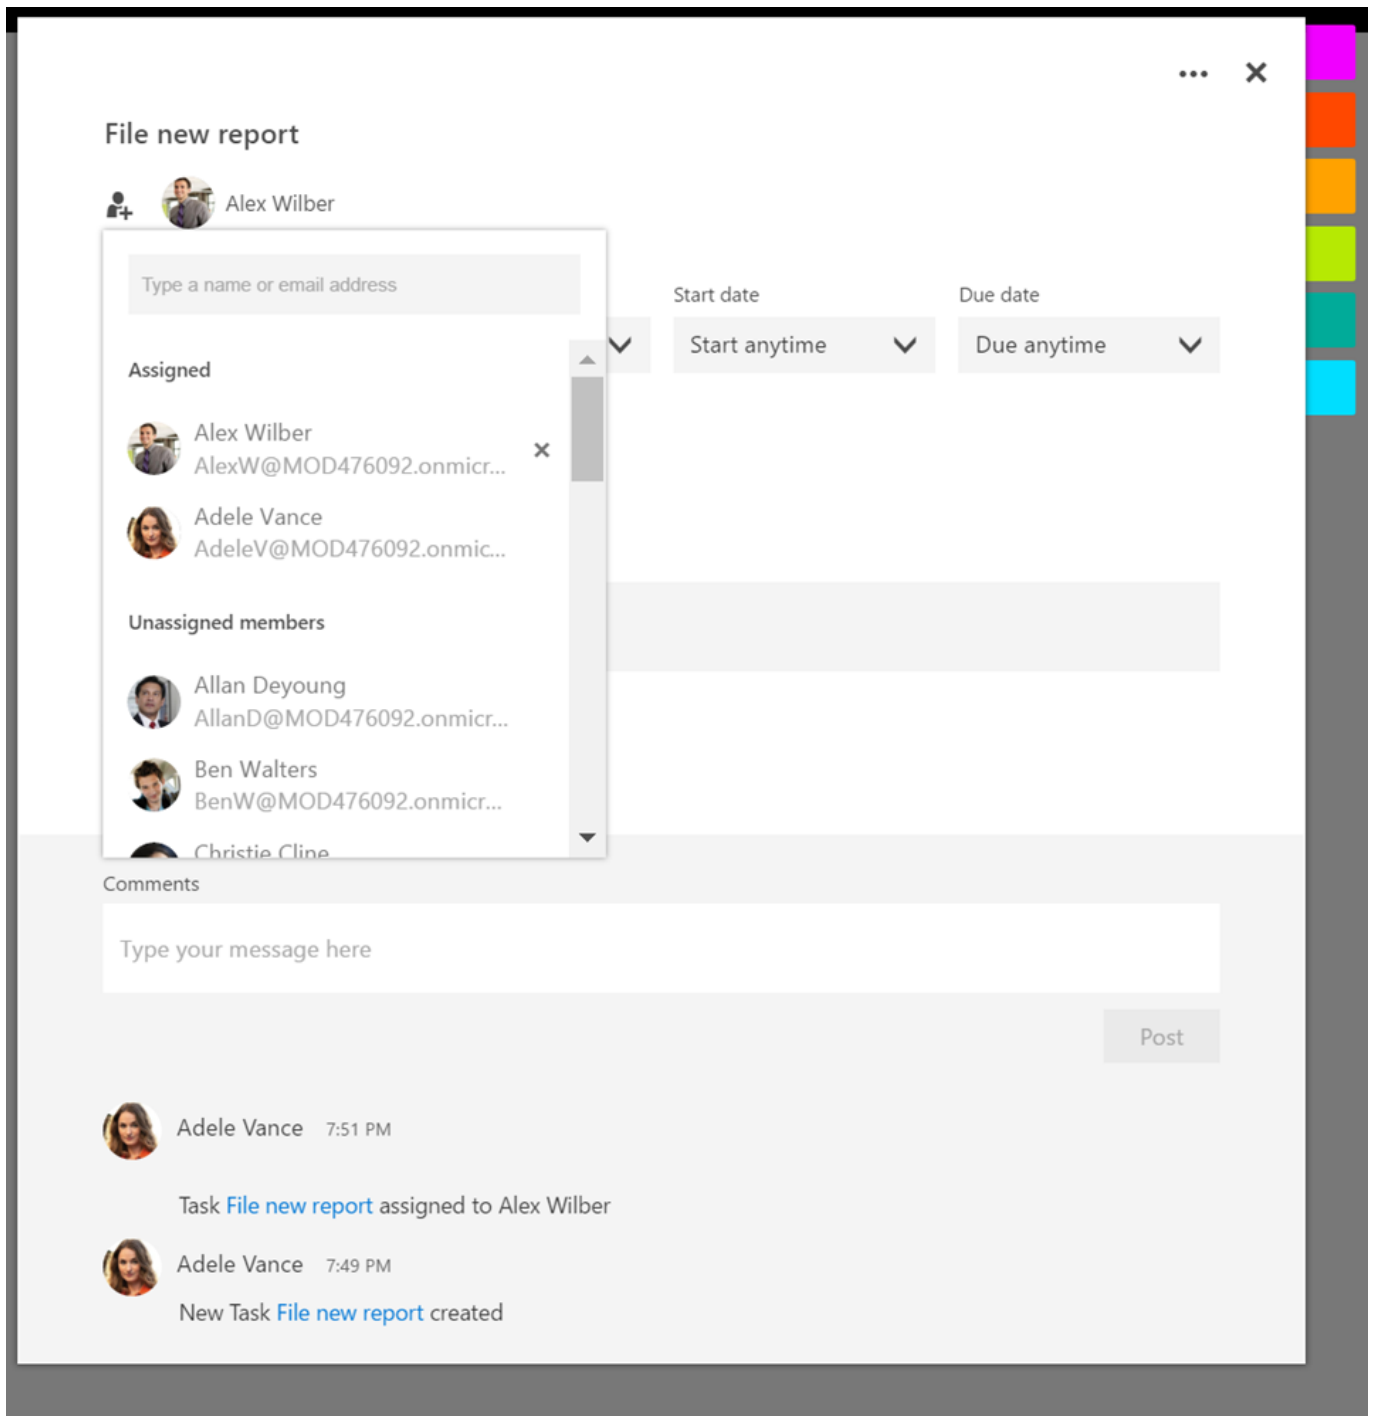 File new report
Alex Wilber
Type a name or email address
Start date
Due date
Start anytime
Due anytime
Assigned
Alex Wilber
AlexW@MOD476092.onmicr...
Adele Vance
AdeleV@MOD476092.onmic...
Unassigned members
Allan Deyoung
AllanD@MOD476092.onmicr...
Ben Walters
BenW@MOD476092.onmicr...
Christie Cline
Comments
Type your message here
Post
Adele Vance 7:51 PM
Task File new report assigned to Alex Wilber
Adele Vance 7:49 PM
New Task File new report created